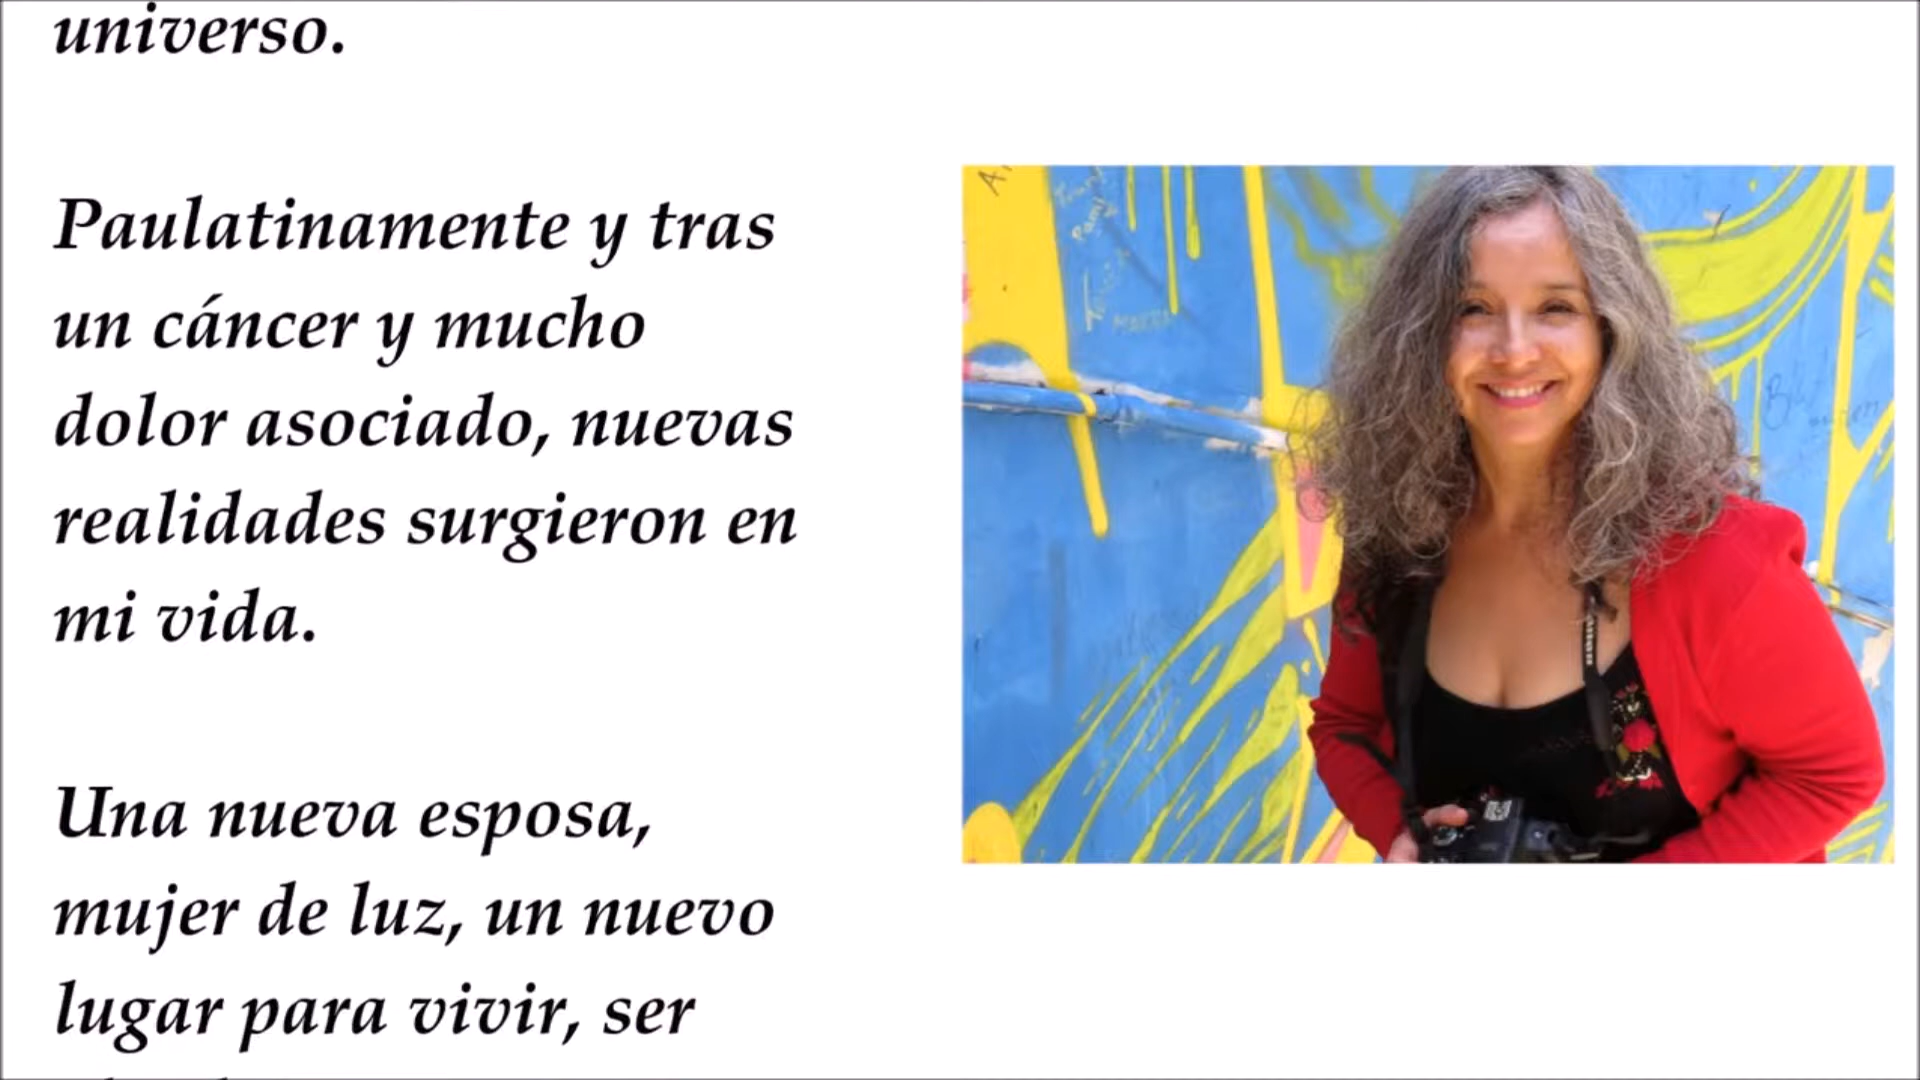 universo.
Paulatinamente y tras
un cáncer y mucho
dolor asociado, nuevas
realidades surgieron en
mi vida.
Una nueva esposa,
mujer de luz, un nuevo
lugar para vivir, ser